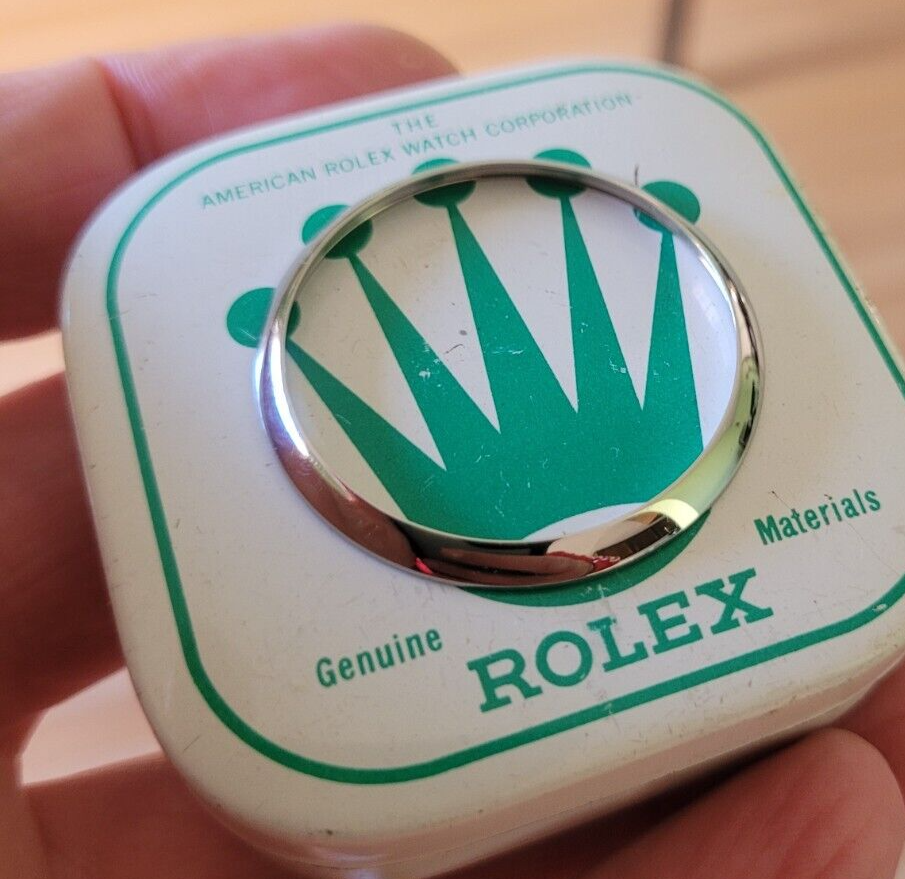 THE
AMERICAN ROLEX WATCH CORPORATION
Genuine
Materials
ROLEX